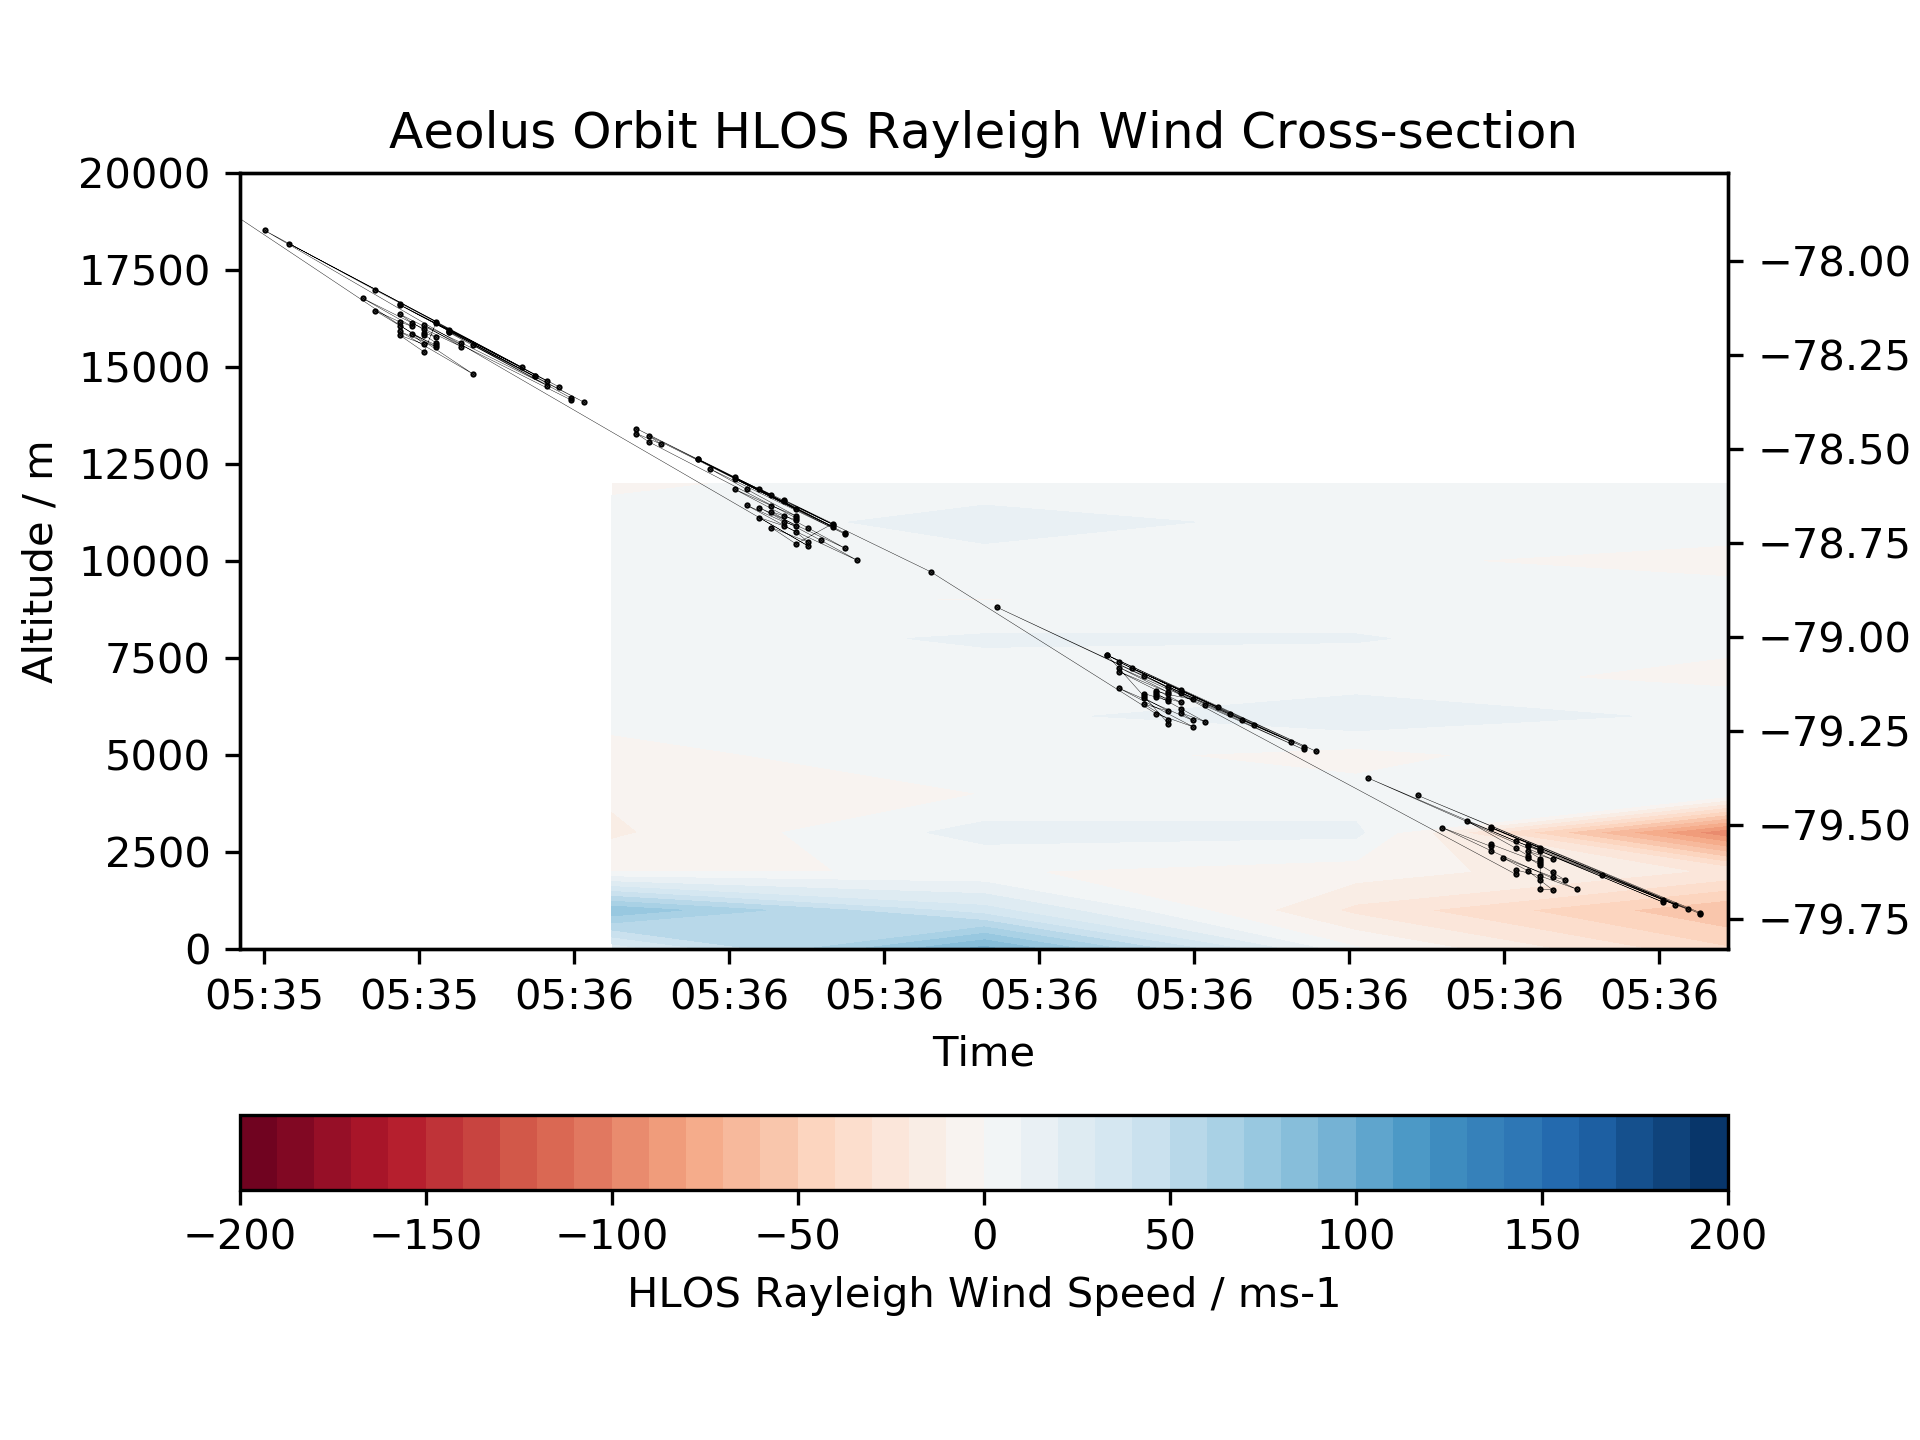 Aeolus Orbit HLOS Rayleigh Wind Cross-section
20000
17500
15000
12500
10000
7500
5000
2500
0
Altitude / m
−78.00
−78.25
−78.50
−78.75
−79.00
−79.25
−79.50
−79.75
05:35 05:35 05:36 05:36 05:36 05:36 05:36 05:36 05:36 05:36
Time
−200 −150 −100 −50 0 50 100 150 200
HLOS Rayleigh Wind Speed / ms-1